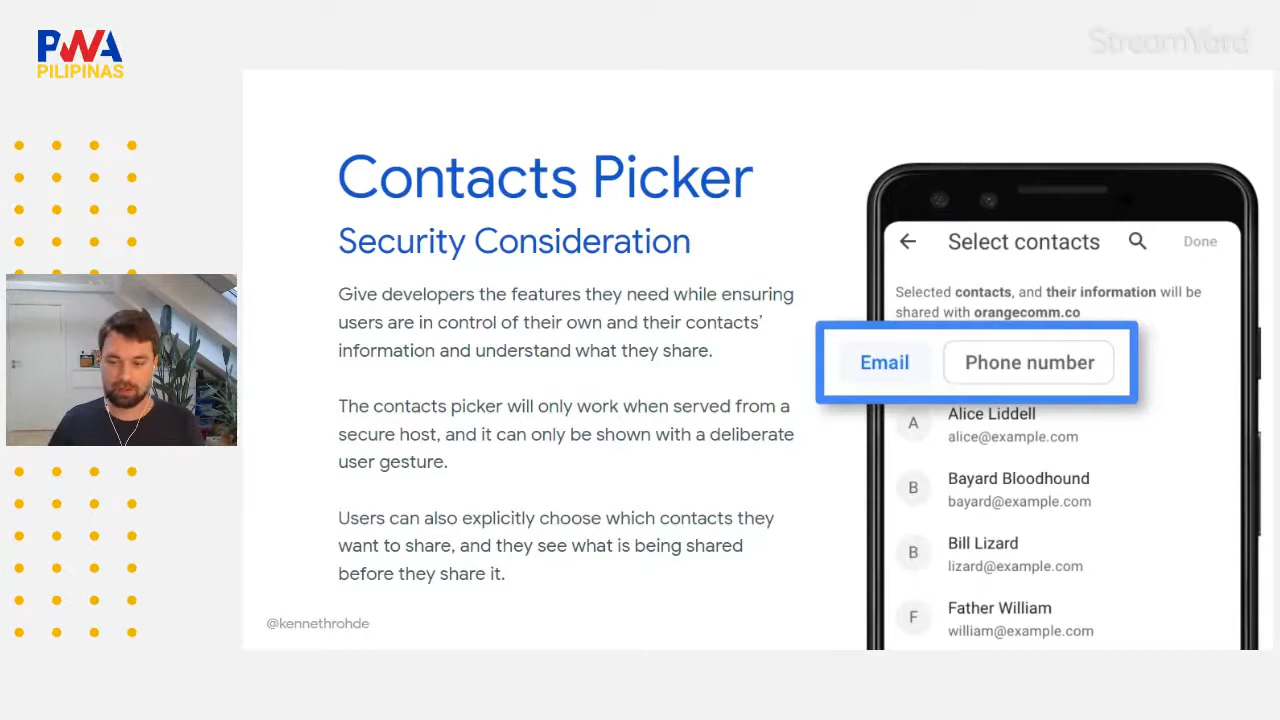 PWA
PILIPINAS
StreamYard
Contacts Picker
Security Consideration
Give developers the features they need while ensuring
users are in control of their own and their contacts’
information and understand what they share.
The contacts picker will only work when served from a
secure host, and it can only be shown with a deliberate
user gesture.
Users can also explicitly choose which contacts they
want to share, and they see what is being shared
before they share it.
@kennethrohde
Select contacts
Done
Selected contacts, and their information will be
shared with orangecomm.co
Email
Phone number
A
Alice Liddell
alice@example.com
B
Bayard Bloodhound
bayard@example.com
B
Bill Lizard
lizard@example.com
F
Father William
william@example.com